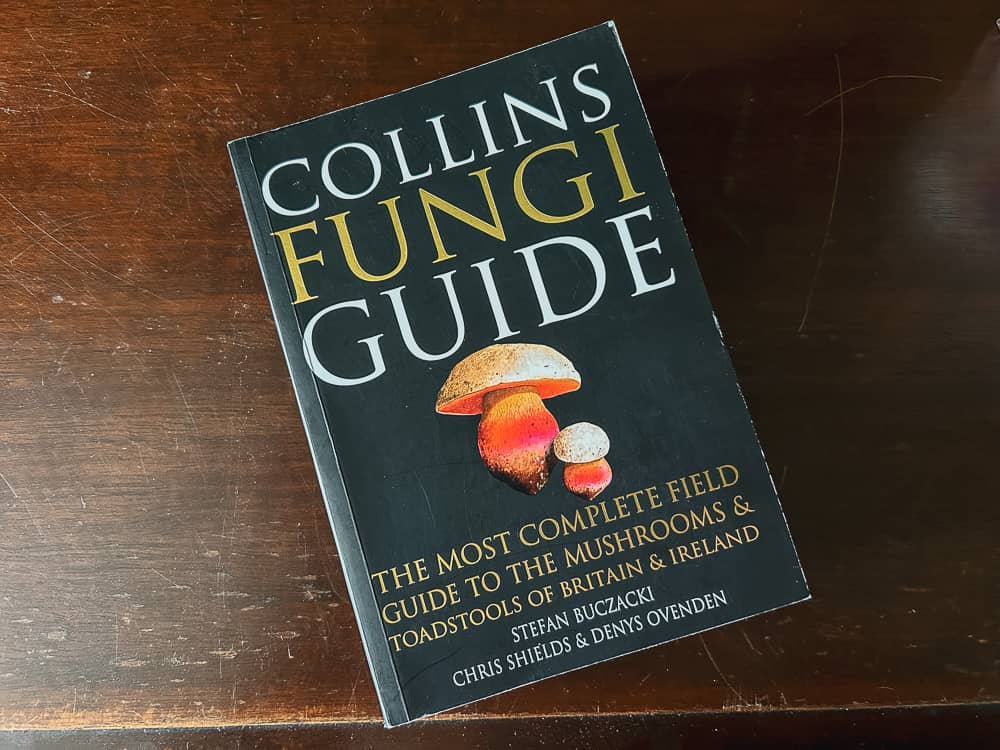 COLLINS
FUNGI
GUIDE
THE MOST COMPLETE FIELD
GUIDE TO THE MUSHROOMS &
TOADSTOOLS OF BRITAIN & IRELAND
STEFAN BUCZACKI
CHRIS SHIELDS & DENYS OVENDEN